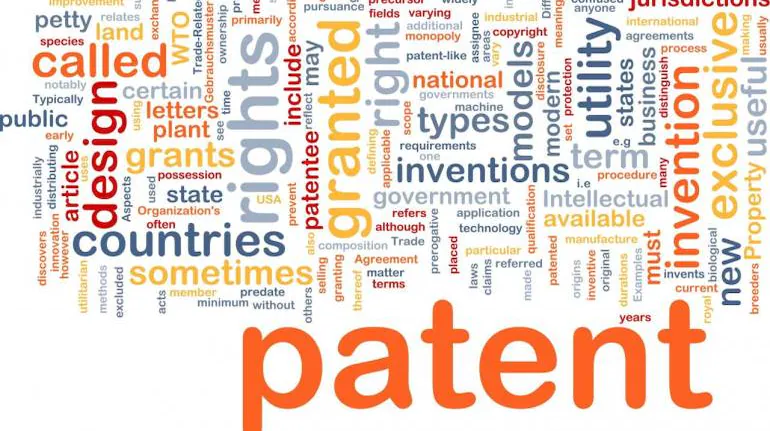 improvement
relates
petty
land
species
called
notably
Typically
certain
public
letters
early
using
design
plant
article
grants
uses
industrially
distributing
possession
Aspects
used
state
Organization's
often
countries
discovers
innovation
however
sometimes
utilitarian
methods
excluded
acts
member
minimum
predate
without
WTO
Trade-Related
Gebrauchsmuster
ownership
primarily
time
see
rights
USA
include
may
reflect
prevent
patentee
also
others
selling
granting
thereof
composition
Agreement
matter
terms
granted
pursuance
precursor
fields
varying
additional
monopoly
right
patent-like
national
governments
machine
scope
types
defining
applicable
requirements
one
inventions
government
refers
although
Trade
prerogative
application
technology
placed
laws
claims
particular
referred
made
qualification
patented
industrial
copyright
assignee
areas
vary
models
disclosure
modern
set
protection
meaning
confused
anyone
jurisdictions
international
usually
agreements
making
process
utility
states
business
distinguish
e.g
term
procedure
i.e
many
Intellectual
available
manufacture
origins
inventive
original
durations
Examples
must
years
invention
exclusive
useful
Property
invents
current
royal
biological
new
breeders
patent